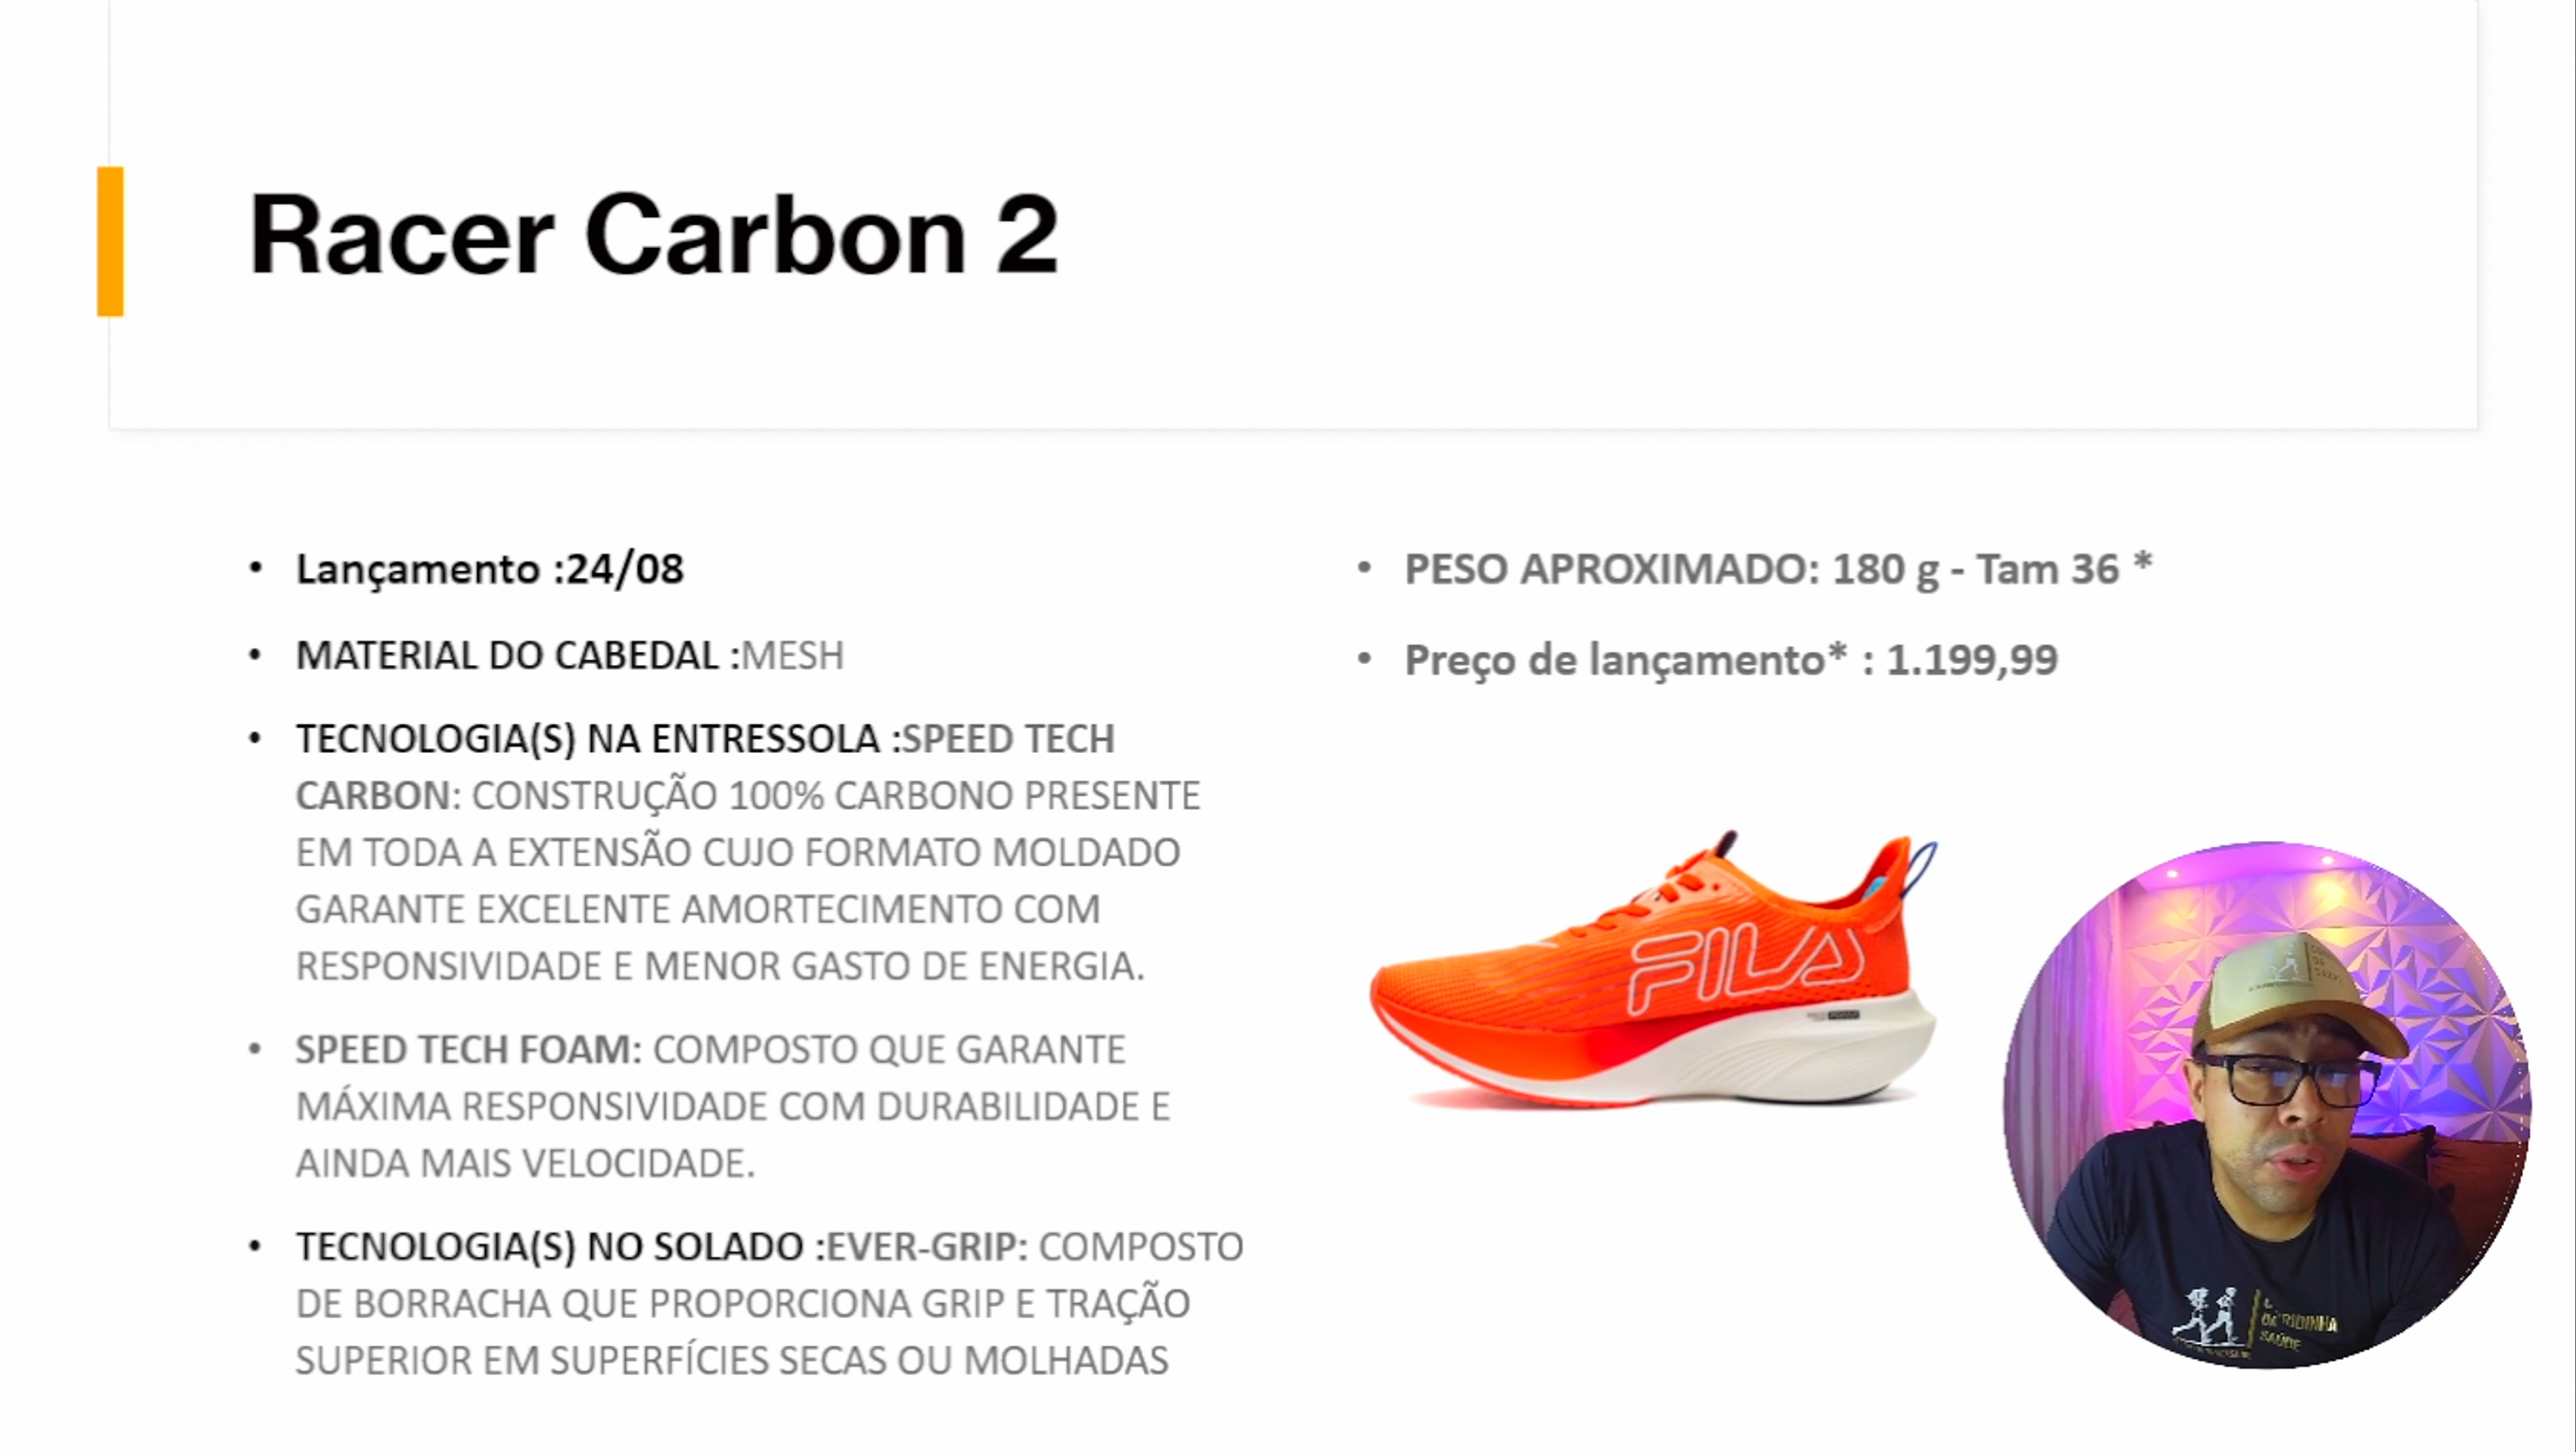 Racer Carbon 2
• Lançamento :24/08
• MATERIAL DO CABEDAL :MESH
• TECNOLOGIA(S) NA ENTRESSOLA :SPEED TECH
CARBON: CONSTRUÇÃO 100% CARBONO PRESENTE
EM TODA A EXTENSÃO CUJO FORMATO MOLDADO
GARANTE EXCELENTE AMORTECIMENTO COM
RESPONSIVIDADE E MENOR GASTO DE ENERGIA.
• SPEED TECH FOAM: COMPOSTO QUE GARANTE
MÁXIMA RESPONSIVIDADE COM DURABILIDADE E
AINDA MAIS VELOCIDADE.
• TECNOLOGIA(S) NO SOLADO :EVER-GRIP: COMPOSTO
DE BORRACHA QUE PROPORCIONA GRIP E TRAÇÃO
SUPERIOR EM SUPERFÍCIES SECAS OU MOLHADAS
• PESO APROXIMADO: 180 g - Tam 36 *
• Preço de lançamento* : 1.199,99
FILA
SAÚDE